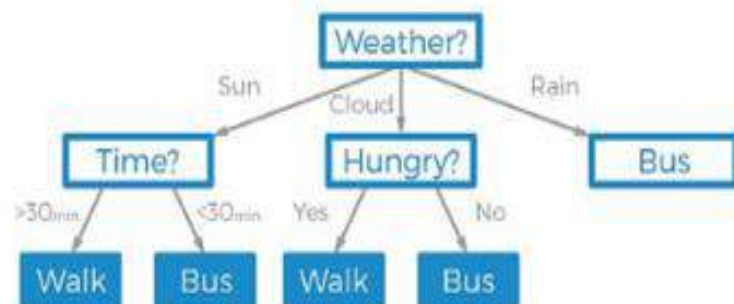 Weather?
Sun Cloud Rain
Time? Hungry? Bus
>30min <30min Yes No
Walk Bus Walk Bus